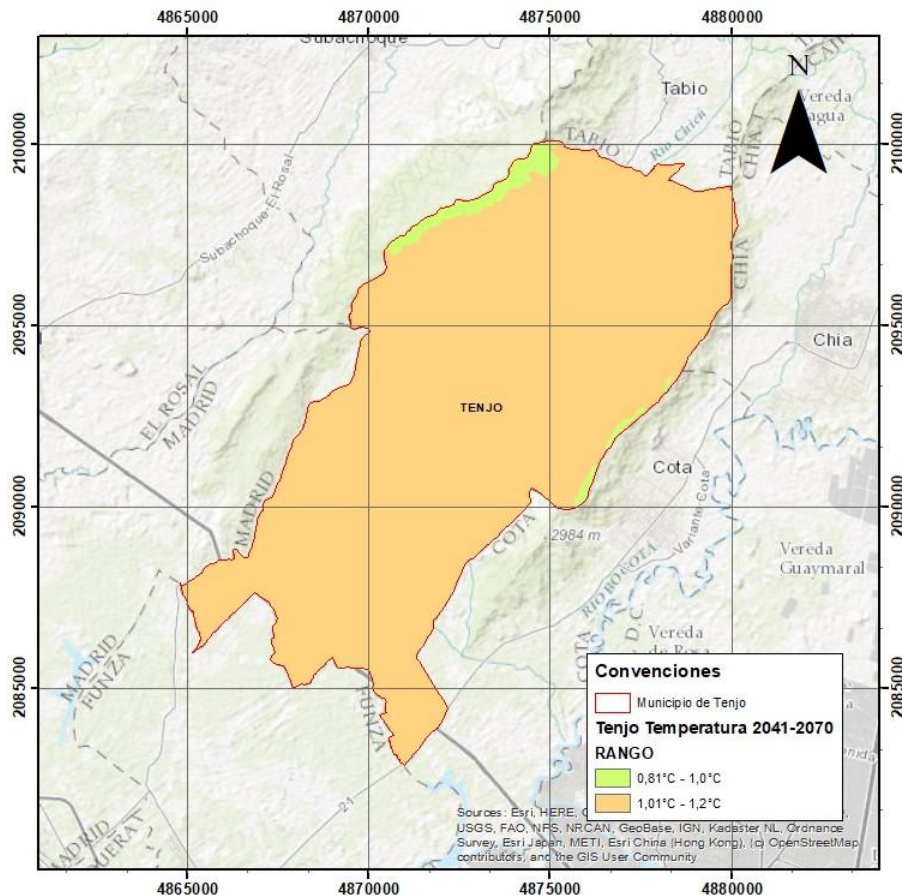 4865000 4870000 4875000 4880000
Subachoque
N
Tabio
Vereda
2100000 2100000
TABIO
Río Chicú
TABIO
CHIA
Subachoque-El Rosal
CHIA
2095000 2095000
Chia
EL ROSAL
MADRID
TENJO
Cota
MADRID
Variante Cota
2090000 2090000
COTA
2984 m
Vereda
Guaymaral
RIO BOGOTA
D.C.
COTA
Vereda
de Rosa
MADRID
FUNZA
2085000 2085000
FUNZA
21
MADRID
Convenciones
Municipio de Tenjo
Tenjo Temperatura 2041-2070
RANGO
0,81°C - 1,0°C
1,01°C - 1,2°C
Sources: Esri, HERE,
USGS, FAO, NPS, NRCAN, GeoBase, IGN, Kadaster NL, Ordnance
Survey, Esri Japan, METI, Esri China (Hong Kong), (c) OpenStreetMap
contributors, and the GIS User Community
4865000 4870000 4875000 4880000